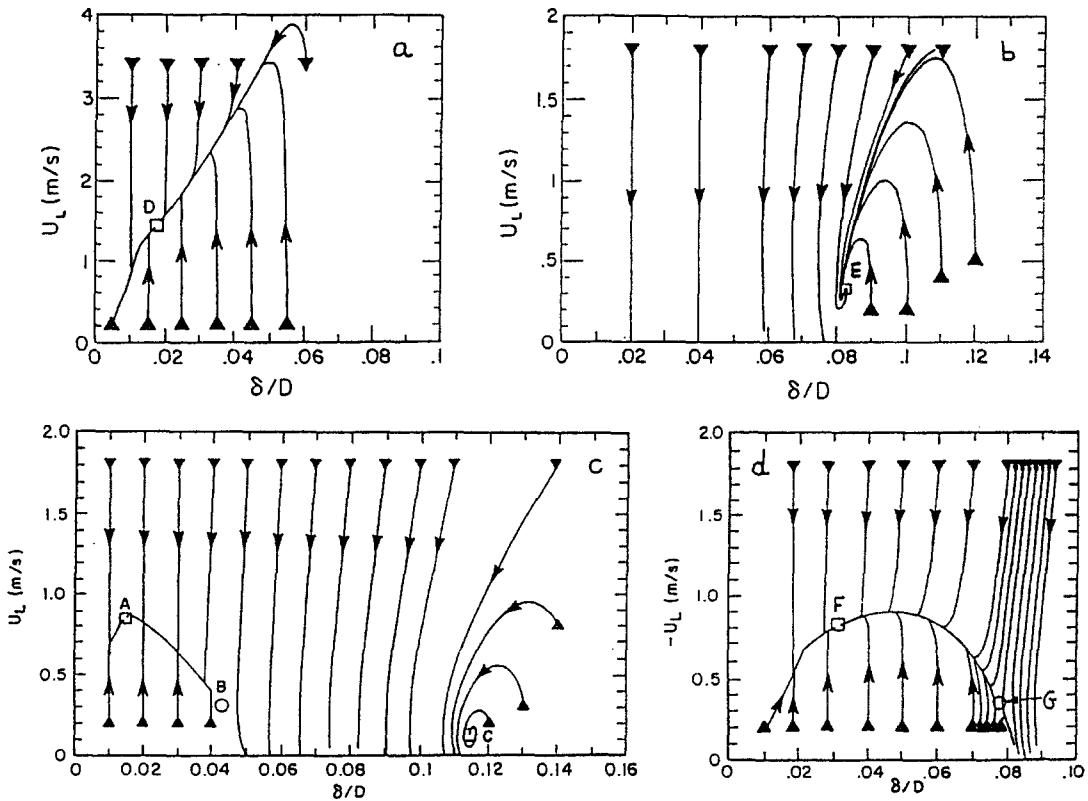 4
3
2
1
0
U_L (m/s)
a
D
0 .02 .04 .06 .08 0.1
δ/D
2
1.5
1
.5
0
U_L (m/s)
b
E
0 .02 .04 .06 .08 .1 .12 .14
δ/D
2.0
1.5
1.0
0.5
0
U_L (m/s)
c
A
B
C
0 0.02 0.04 0.06 0.08 0.1 0.12 0.14 0.16
δ/D
2.0
1.5
1.0
0.5
0
-U_L (m/s)
d
F
G
0 .02 .04 .06 .08 .100
δ/D